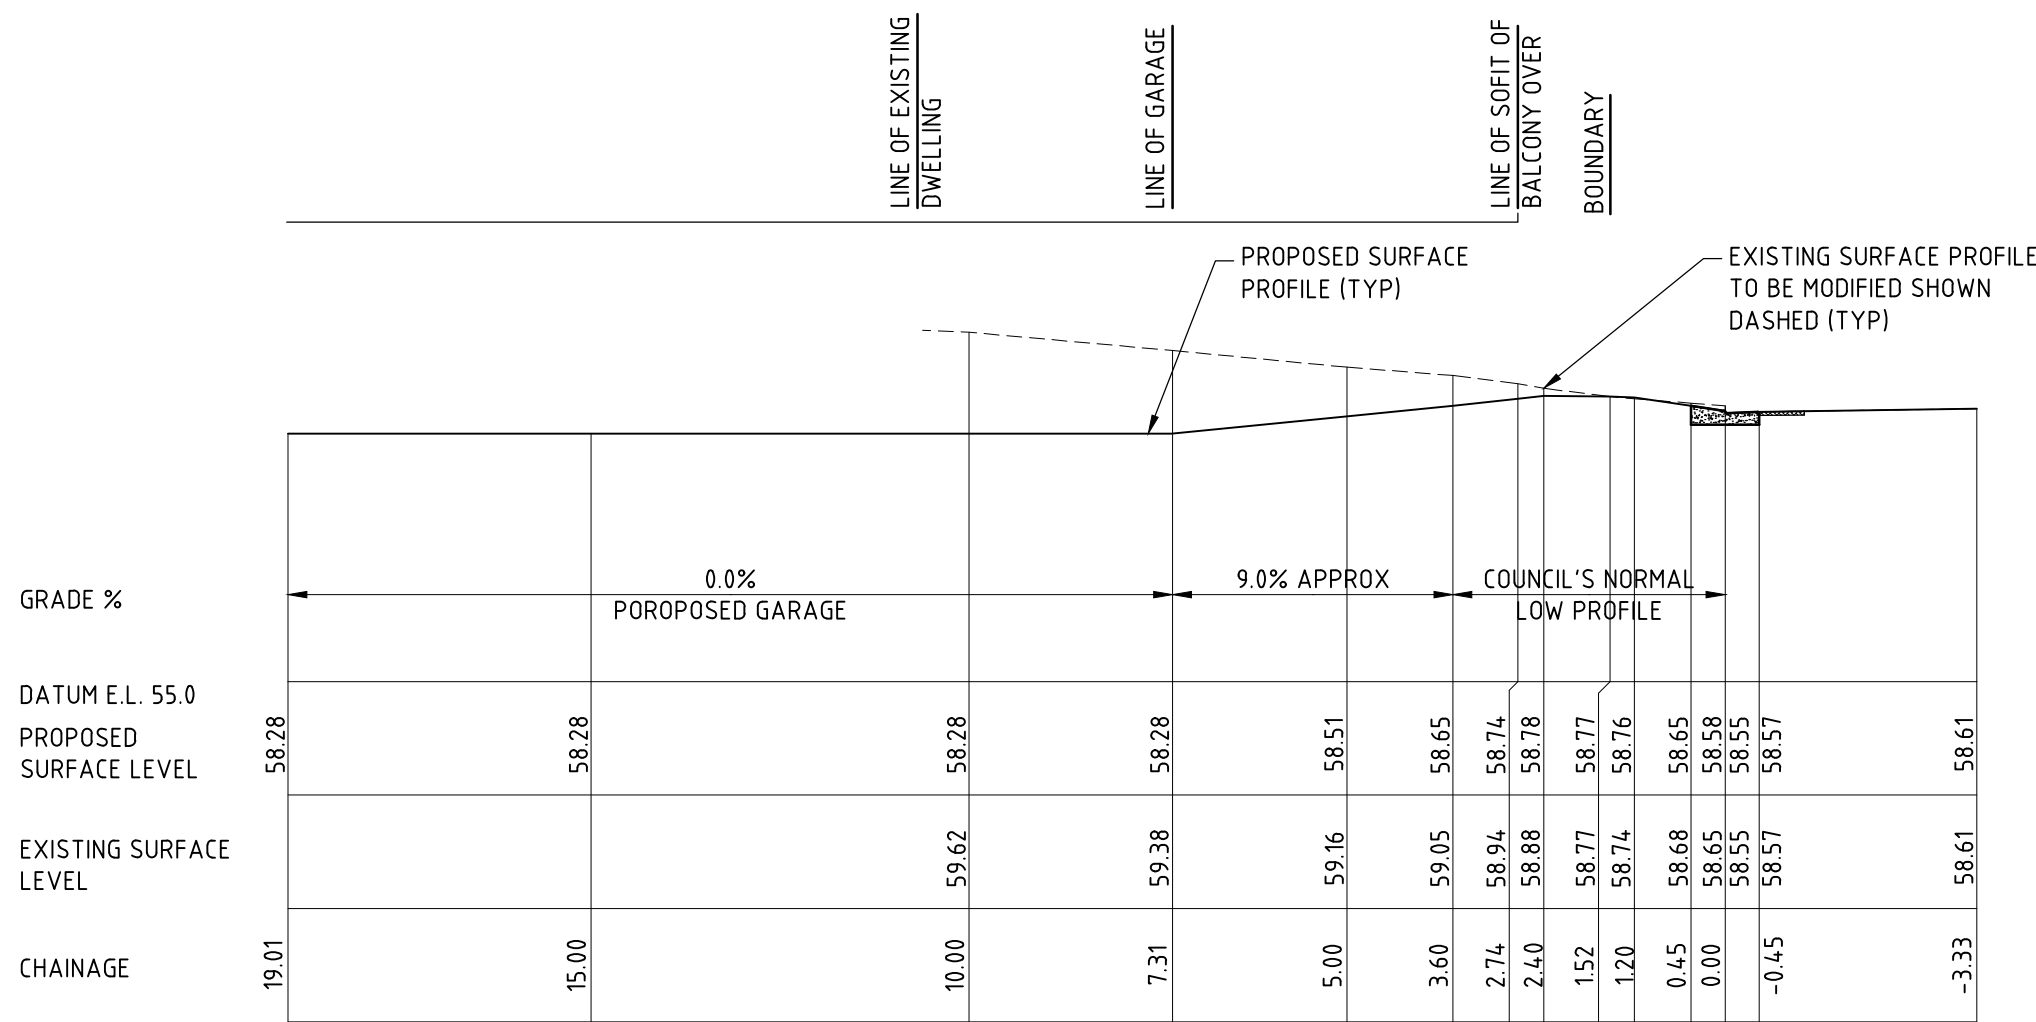 LINE OF EXISTING
DWELLING
LINE OF GARAGE
LINE OF SOFIT OF
BALCONY OVER
BOUNDARY
PROPOSED SURFACE
PROFILE (TYP)
EXISTING SURFACE PROFILE
TO BE MODIFIED SHOWN
DASHED (TYP)
GRADE %
0.0%
POROPOSED GARAGE
9.0% APPROX
COUNCIL'S NORMAL
LOW PROFILE
DATUM E.L. 55.0
PROPOSED
SURFACE LEVEL
58.28
58.28
58.28
58.28
58.51
58.65
58.74
58.78
58.77
58.76
58.65
58.58
58.55
58.57
58.61
EXISTING SURFACE
LEVEL
59.62
59.38
59.16
59.05
58.94
58.88
58.77
58.74
58.68
58.65
58.55
58.57
58.61
CHAINAGE
19.01
15.00
10.00
7.31
5.00
3.60
2.74
2.40
1.52
1.20
0.45
0.00
-0.45
-3.33